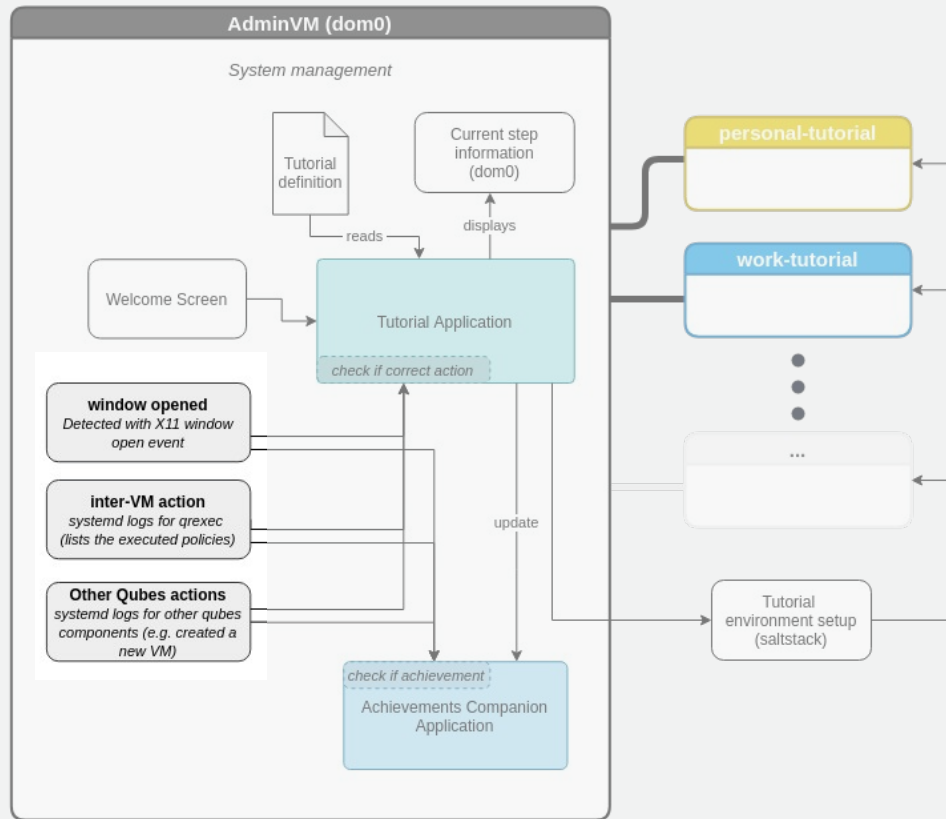 AdminVM (dom0)
System management
Tutorial
definition
Current step
information
(dom0)
personal-tutorial
reads
displays
work-tutorial
Welcome Screen
Tutorial Application
check if correct action
window opened
Detected with X11 window
open event
...
inter-VM action
systemd logs for qrexec
(lists the executed policies)
update
Other Qubes actions
systemd logs for other qubes
components (e.g. created a
new VM)
Tutorial
environment setup
(saltstack)
check if achievement
Achievements Companion
Application